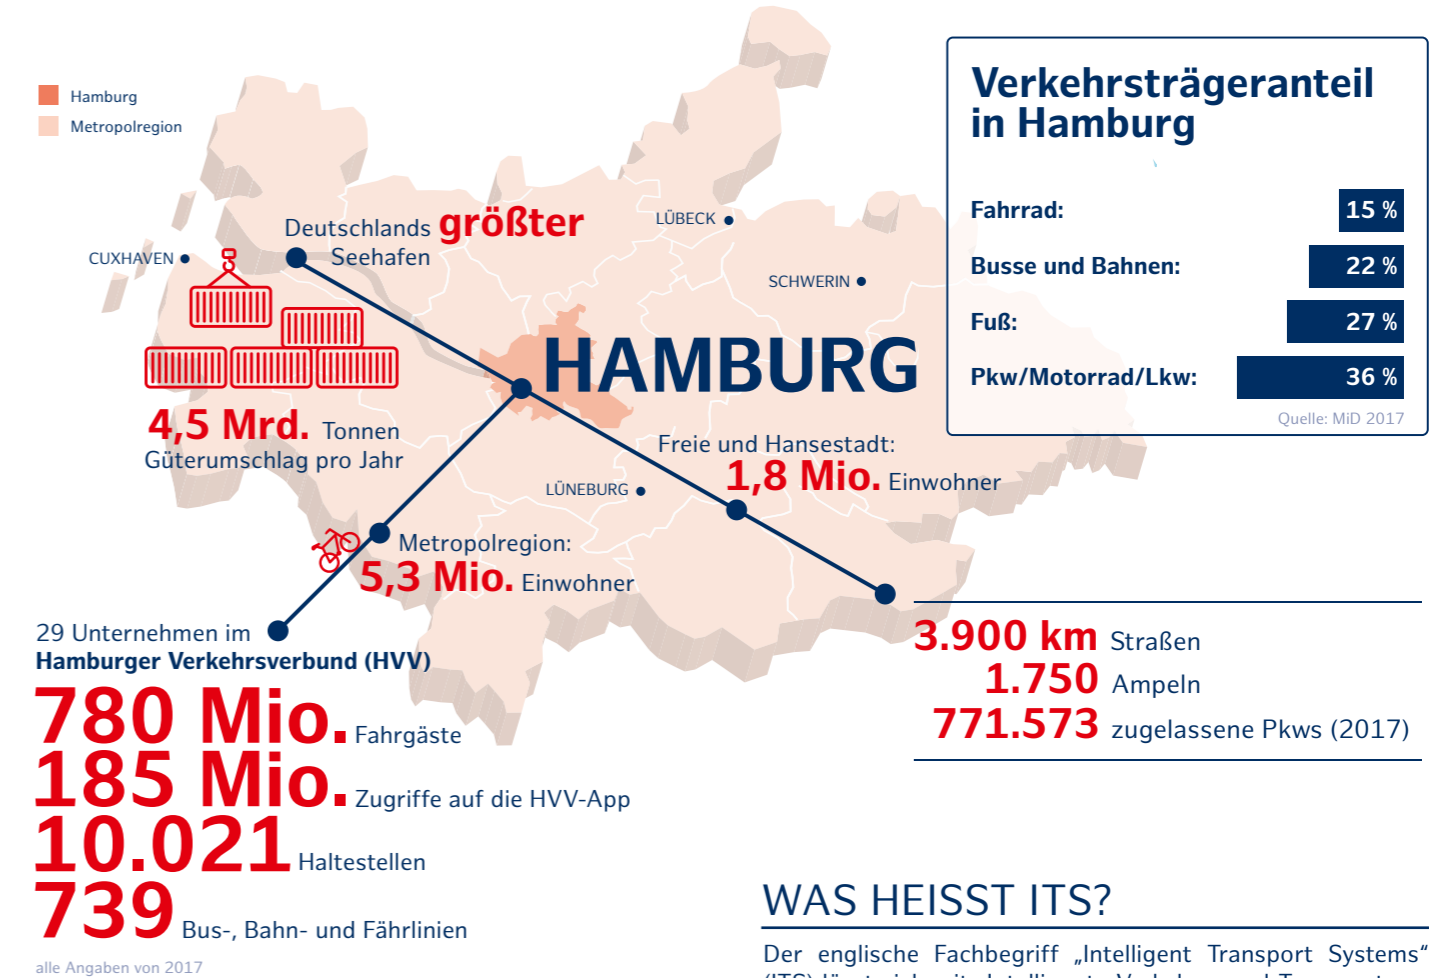 Hamburg
Metropolregion
Deutschlands größter
Seehafen
CUXHAVEN
LÜBECK
SCHWERIN
HAMBURG
4,5 Mrd. Tonnen
Güterumschlag pro Jahr
Freie und Hansestadt:
1,8 Mio. Einwohner
LÜNEBURG
Metropolregion:
5,3 Mio. Einwohner
29 Unternehmen im
Hamburger Verkehrsverbund (HVV)
780 Mio. Fahrgäste
185 Mio. Zugriffe auf die HVV-App
10.021 Haltestellen
739 Bus-, Bahn- und Fährlinien
alle Angaben von 2017
Verkehrsträgeranteil
in Hamburg
Fahrrad: 15 %
Busse und Bahnen: 22 %
Fuß: 27 %
Pkw/Motorrad/Lkw: 36 %
Quelle: MiD 2017
3.900 km Straßen
1.750 Ampeln
771.573 zugelassene Pkws (2017)
WAS HEISST ITS?
Der englische Fachbegriff „Intelligent Transport Systems“